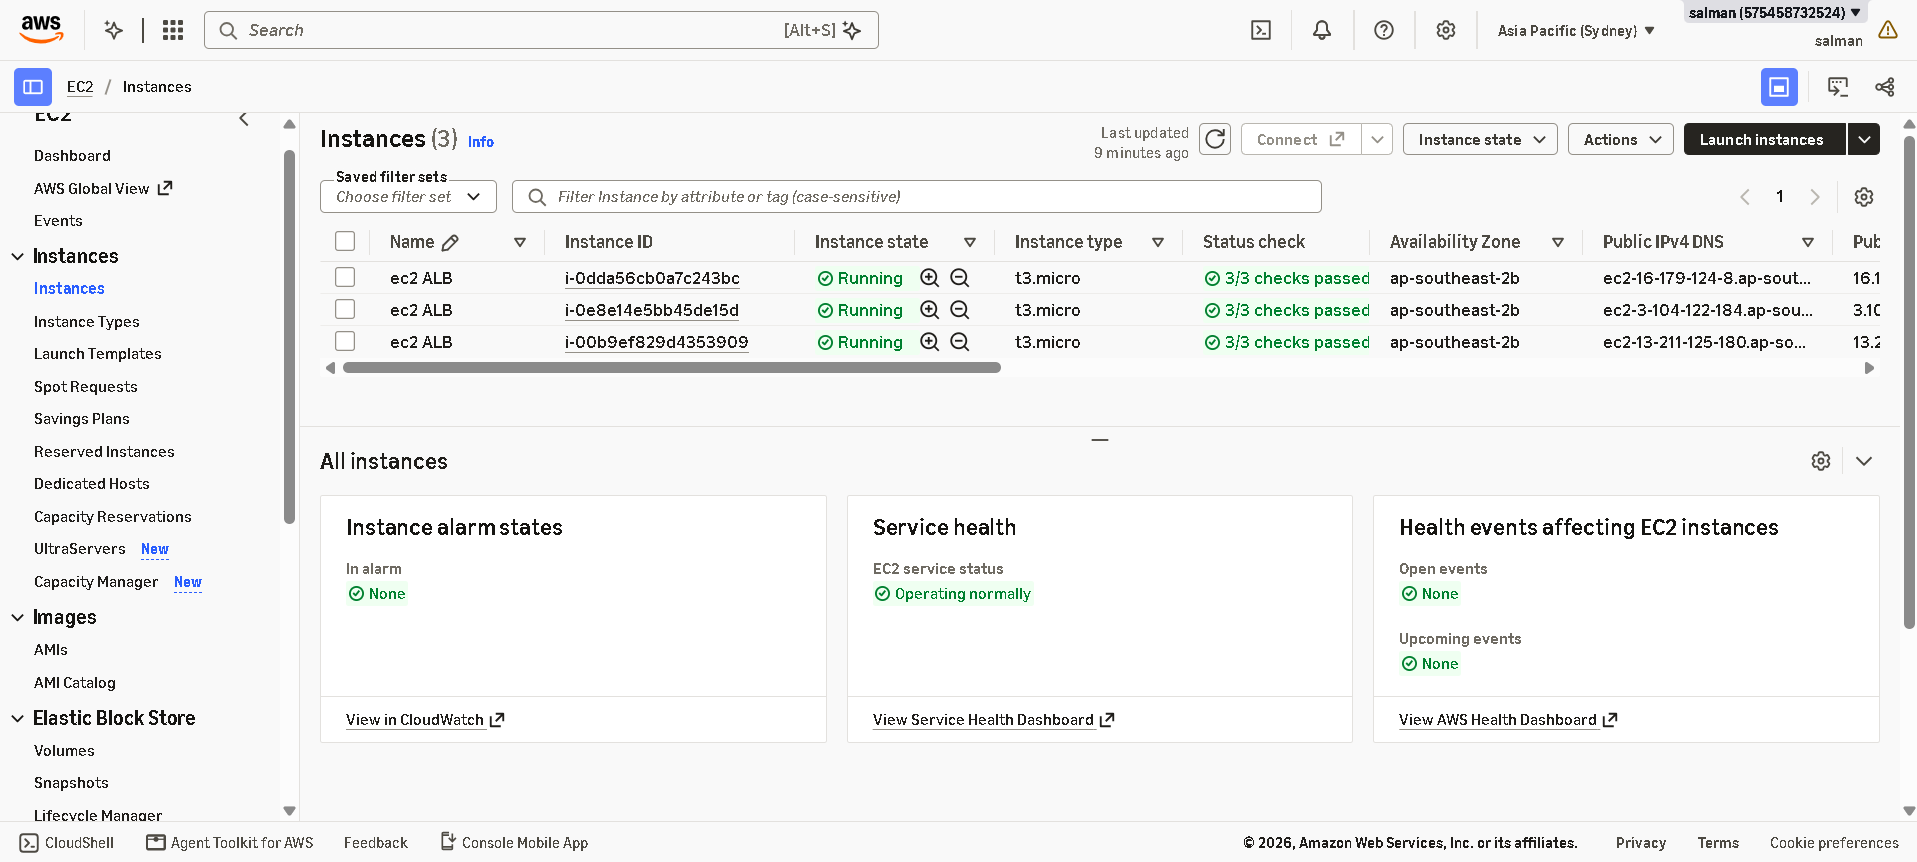 aws
Search [Alt+S]
Asia Pacific (Sydney)
salman (575458732524)
salman
EC2 / Instances
EC2
Dashboard
AWS Global View
Events
Instances
Instances
Instance Types
Launch Templates
Spot Requests
Savings Plans
Reserved Instances
Dedicated Hosts
Capacity Reservations
UltraServers New
Capacity Manager New
Images
AMIs
AMI Catalog
Elastic Block Store
Volumes
Snapshots
Lifecycle Manager
Instances (3) Info
Last updated
9 minutes ago
Connect
Instance state
Actions
Launch instances
Saved filter sets
Choose filter set
Filter Instance by attribute or tag (case-sensitive)
1
Name Instance ID Instance state Instance type Status check Availability Zone Public IPv4 DNS Pub
ec2 ALB i-0dda56cb0a7c243bc Running t3.micro 3/3 checks passed ap-southeast-2b ec2-16-179-124-8.ap-sout... 16.1
ec2 ALB i-0e8e14e5bb45de15d Running t3.micro 3/3 checks passed ap-southeast-2b ec2-3-104-122-184.ap-sou... 3.10
ec2 ALB i-00b9ef829d4353909 Running t3.micro 3/3 checks passed ap-southeast-2b ec2-13-211-125-180.ap-so... 13.2
All instances
Instance alarm states
In alarm
None
View in CloudWatch
Service health
EC2 service status
Operating normally
View Service Health Dashboard
Health events affecting EC2 instances
Open events
None
Upcoming events
None
View AWS Health Dashboard
CloudShell Agent Toolkit for AWS Feedback Console Mobile App © 2026, Amazon Web Services, Inc. or its affiliates. Privacy Terms Cookie preferences